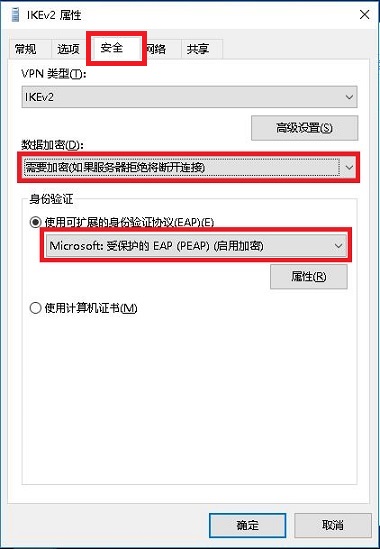 IKEv2 属性
常规 选项 安全 网络 共享
VPN 类型(T):
IKEv2
高级设置(S)
数据加密(D):
需要加密(如果服务器拒绝将断开连接)
身份验证
使用可扩展的身份验证协议(EAP)(E)
Microsoft: 受保护的 EAP (PEAP) (启用加密)
属性(R)
使用计算机证书(M)
确定 取消